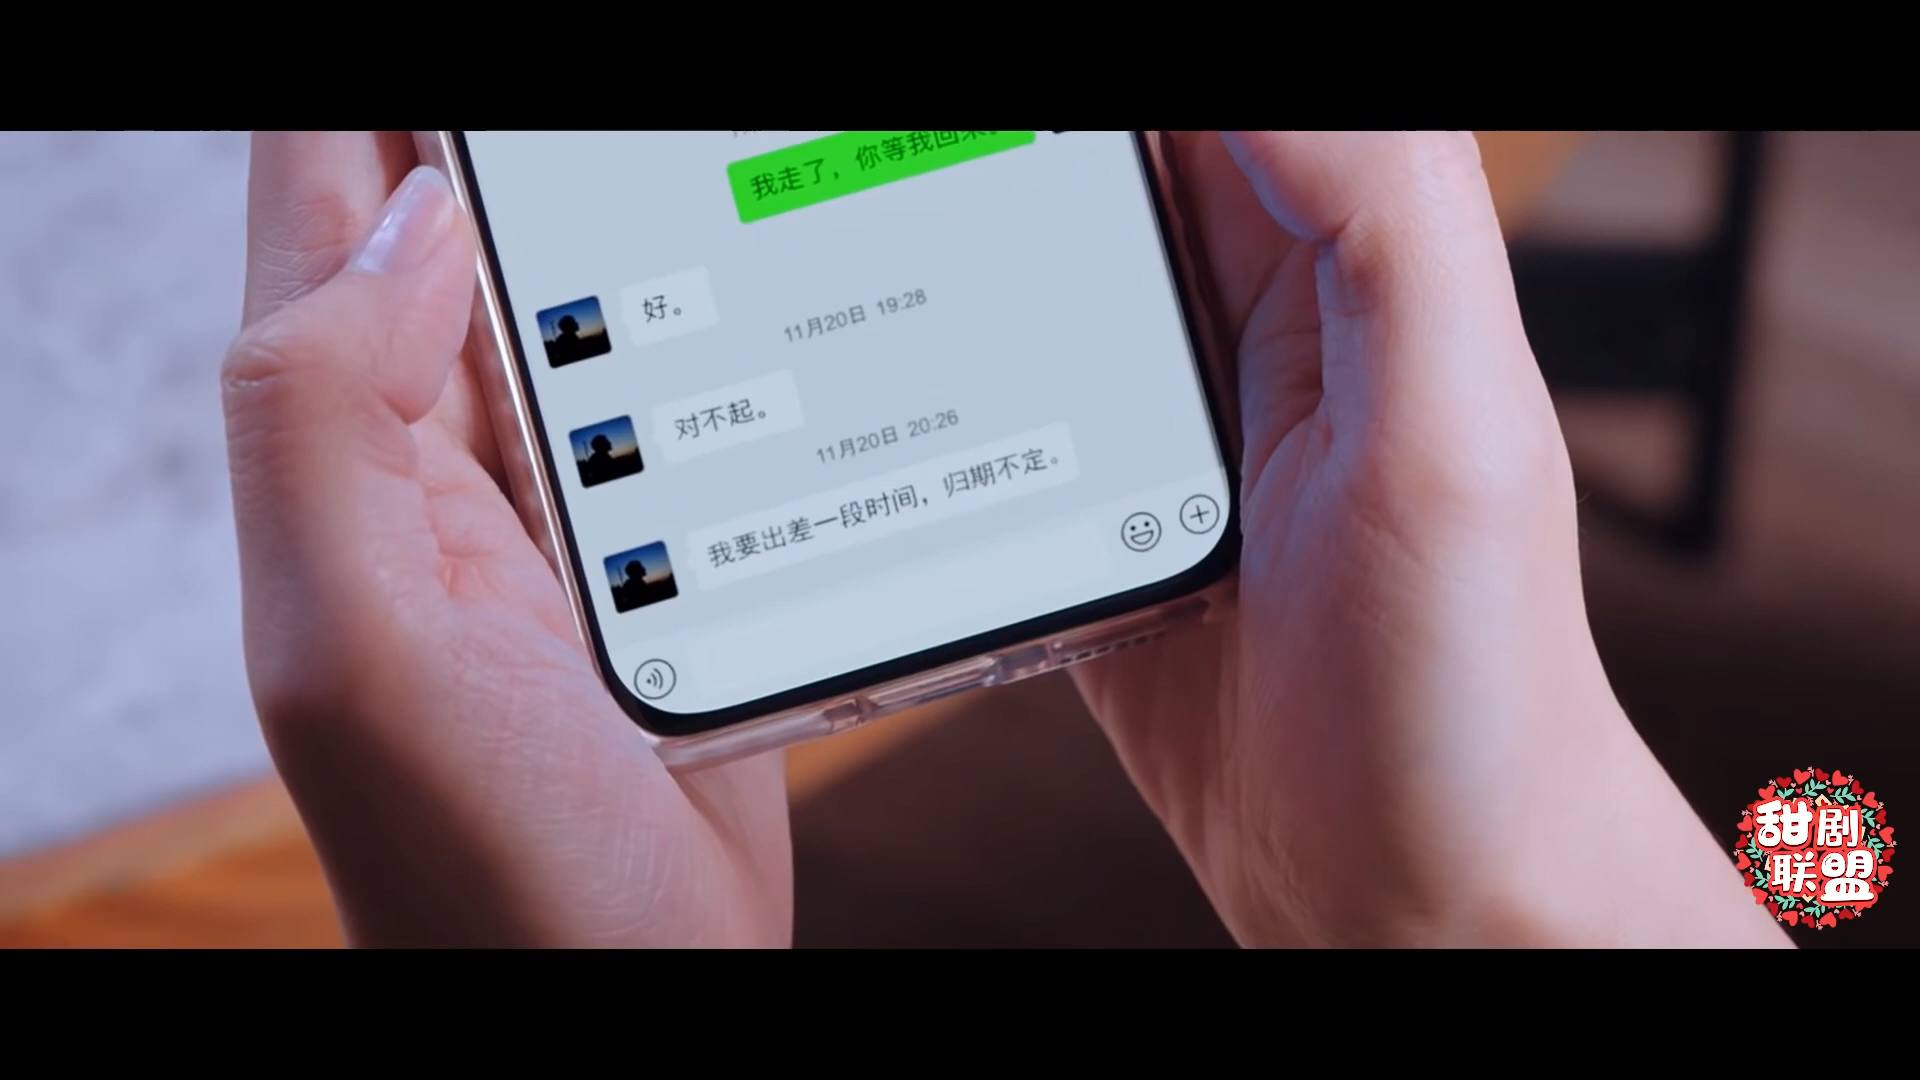 我走了，你等我回来。
好。
11月20日 19:28
对不起。
11月20日 20:26
我要出差一段时间，归期不定。
甜剧
联盟